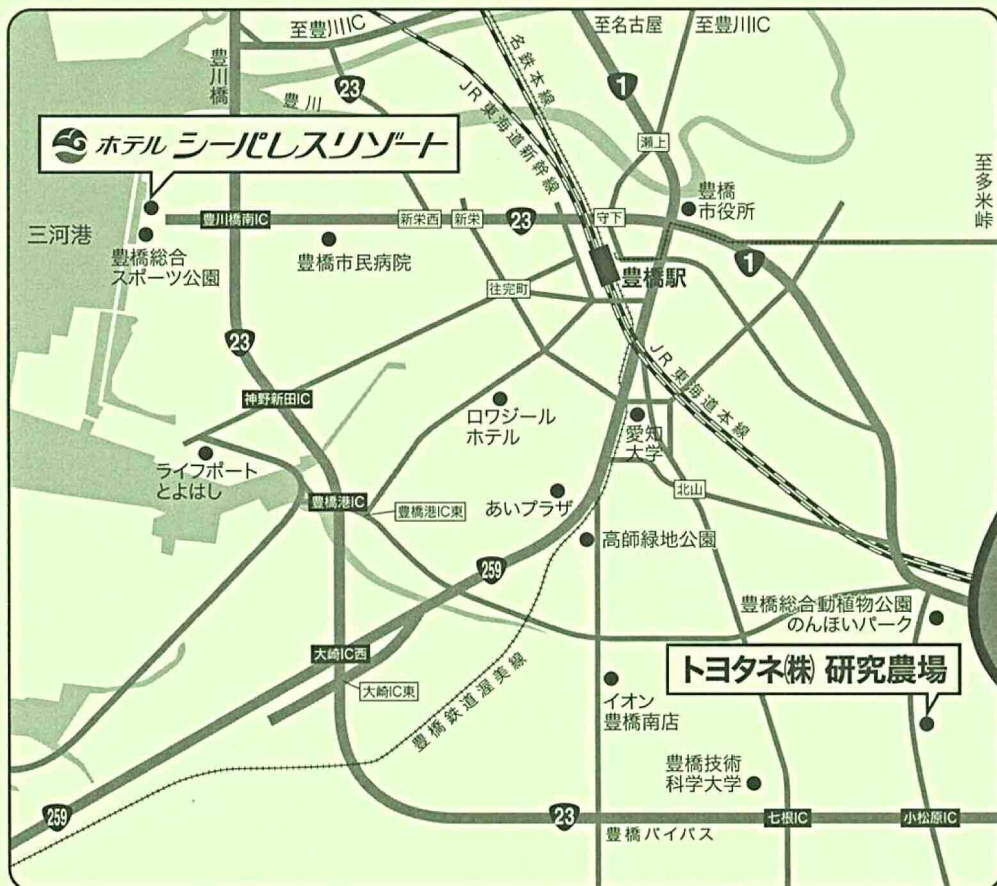 至豊川IC
至名古屋
至豊川IC
豊川橋
23
名鉄本線
1
豊川
JR東海道新幹線
ホテル シーパレスリゾート
瀬上
至多米峠
豊橋
市役所
豊川橋南IC
新栄西
新栄
23
守下
三河港
豊橋総合
スポーツ公園
豊橋市民病院
1
豊橋駅
往完町
23
JR東海道本線
神野新田IC
ロワジール
ホテル
愛知
大学
ライフポート
とよはし
北山
豊橋港IC
豊橋港IC東
あいプラザ
高師緑地公園
259
豊橋総合動植物公園
のんほいパーク
大崎IC西
トヨタネ(株) 研究農場
大崎IC東
豊橋鉄道渥美線
イオン
豊橋南店
豊橋技術
科学大学
259
23
七根IC
小松原IC
豊橋バイパス